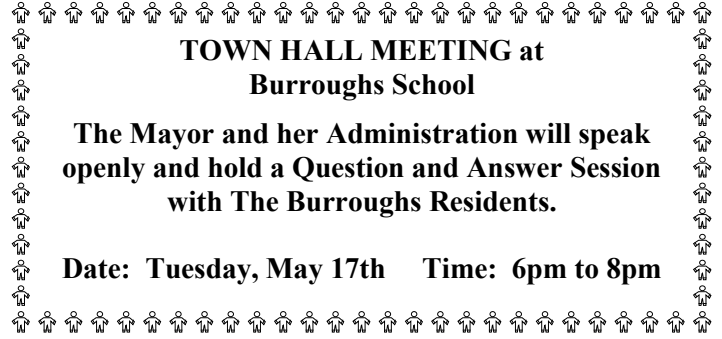 TOWN HALL MEETING at
Burroughs School
The Mayor and her Administration will speak
openly and hold a Question and Answer Session
with The Burroughs Residents.
Date:  Tuesday, May 17th     Time:  6pm to 8pm